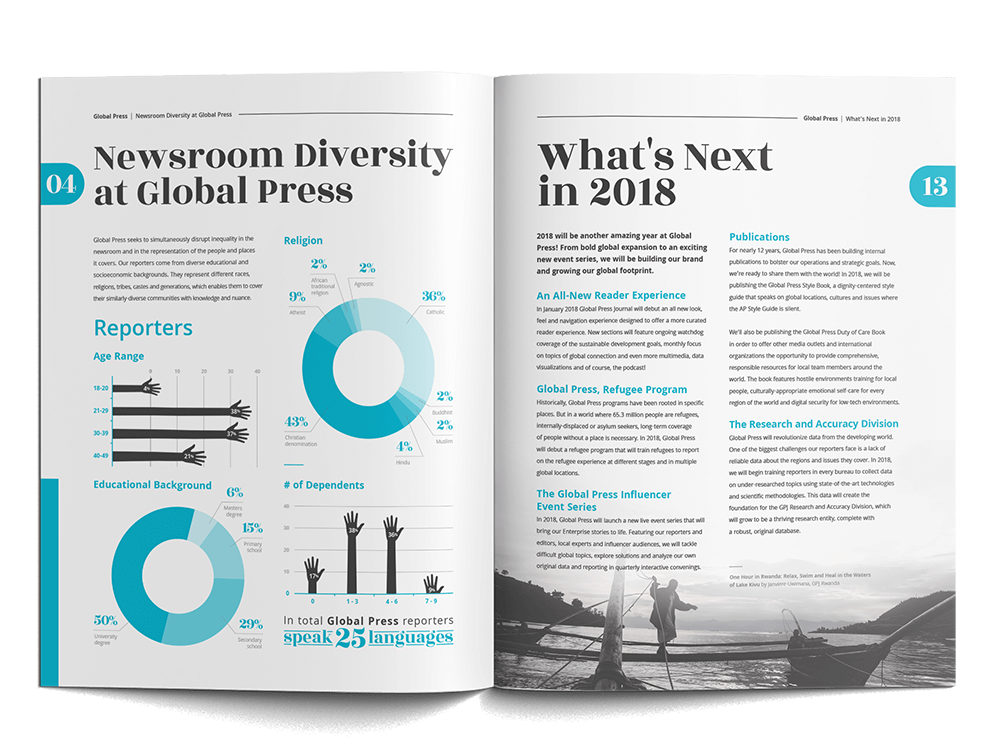 Global Press | Newsroom Diversity at Global Press
04
Newsroom Diversity
at Global Press
Global Press seeks to simultaneously disrupt inequality in the
newsroom and in the representation of the people and places
it covers. Our reporters come from diverse educational and
socioeconomic backgrounds. They represent different races,
religions, tribes, castes and generations, which enables them to cover
their similarly-diverse communities with knowledge and nuance.
Reporters
Age Range
8 10 20 30 40
18-20 4%
21-29 38%
30-39 37%
40-49 21%
Educational Background
6%
Masters
degree
15%
Primary
school
29%
Secondary
school
50%
University
degree
Religion
2%
African
traditional
religion
2%
Agnostic
9%
Atheist
36%
Catholic
2%
Buddhist
2%
Muslim
4%
Hindu
43%
Christian
denomination
# of Dependents
40
30
20
10
0
17%
38%
36%
9%
0 1 - 3 4 - 6 7 - 9
In total Global Press reporters
speak 25 languages
Global Press | What's Next in 2018
13
What's Next
in 2018
2018 will be another amazing year at Global
Press! From bold global expansion to an exciting
new event series, we will be building our brand
and growing our global footprint.
An All-New Reader Experience
In January 2018 Global Press Journal will debut an all new look,
feel and navigation experience designed to offer a more curated
reader experience. New sections will feature ongoing watchdog
coverage of the sustainable development goals, monthly focus
on topics of global connection and even more multimedia, data
visualizations and of course, the podcast!
Global Press, Refugee Program
Historically, Global Press programs have been rooted in specific
places. But in a world where 65.3 million people are refugees,
internally-displaced or asylum seekers, long-term coverage
of people without a place is necessary. In 2018, Global Press
will debut a refugee program that will train refugees to report
on the refugee experience at different stages and in multiple
global locations.
The Global Press Influencer
Event Series
In 2018, Global Press will launch a new live event series that will
bring our Enterprise stories to life. Featuring our reporters and
editors, local experts and influencer audiences, we will tackle
difficult global topics, explore solutions and analyze our own
original data and reporting in quarterly interactive convenings.
Publications
For nearly 12 years, Global Press has been building internal
publications to bolster our operations and strategic goals. Now,
we're ready to share them with the world! In 2018, we will be
publishing the Global Press Style Book, a dignity-centered style
guide that speaks on global locations, cultures and issues where
the AP Style Guide is silent.
We'll also be publishing the Global Press Duty of Care Book
in order to offer other media outlets and international
organizations the opportunity to provide comprehensive,
responsible resources for local team members around the
world. The book features hostile environments training for local
people, culturally-appropriate emotional self-care for every
region of the world and digital security for low-tech environments.
The Research and Accuracy Division
Global Press will revolutionize data from the developing world.
One of the biggest challenges our reporters face is a lack of
reliable data about the regions and issues they cover. In 2018,
we will begin training reporters in every bureau to collect data
on under-researched topics using state-of-the-art technologies
and scientific methodologies. This data will create the
foundation for the GPJ Research and Accuracy Division, which
will grow to be a thriving research entity, complete with
a robust, original database.
One Hour in Rwanda: Relax, Swim and Heal in the Waters
of Lake Kivu by Janviere Uwimana, GPJ Rwanda